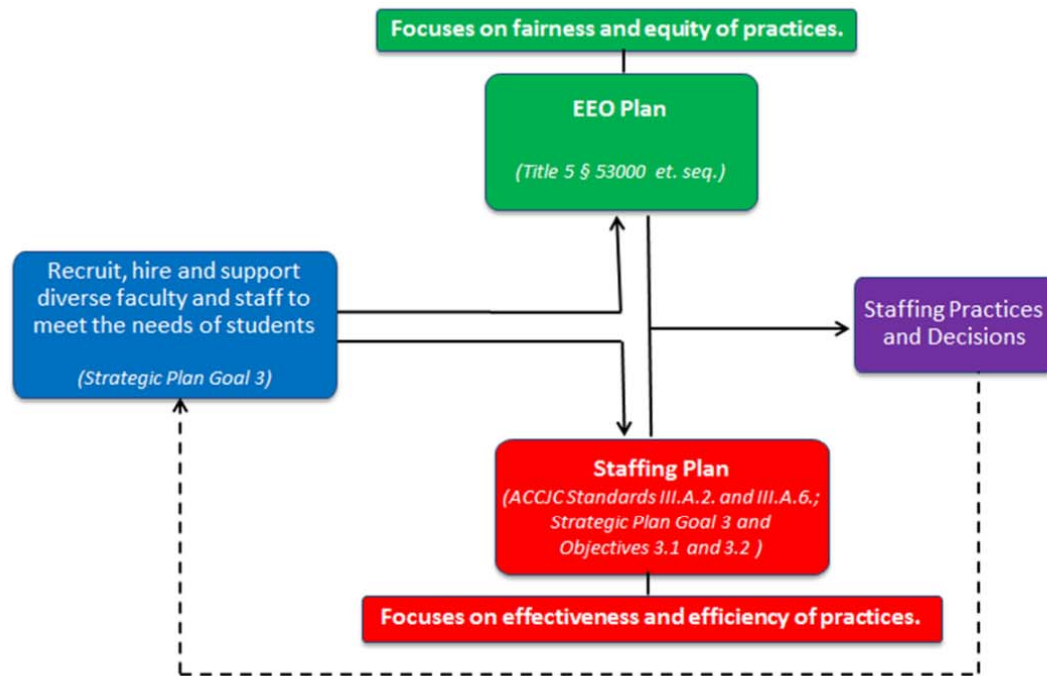 Focuses on fairness and equity of practices.
EEO Plan
(Title 5 § 53000 et. seq.)
Recruit, hire and support
diverse faculty and staff to
meet the needs of students
(Strategic Plan Goal 3)
Staffing Practices
and Decisions
Staffing Plan
(ACCJC Standards III.A.2. and III.A.6.;
Strategic Plan Goal 3 and
Objectives 3.1 and 3.2 )
Focuses on effectiveness and efficiency of practices.